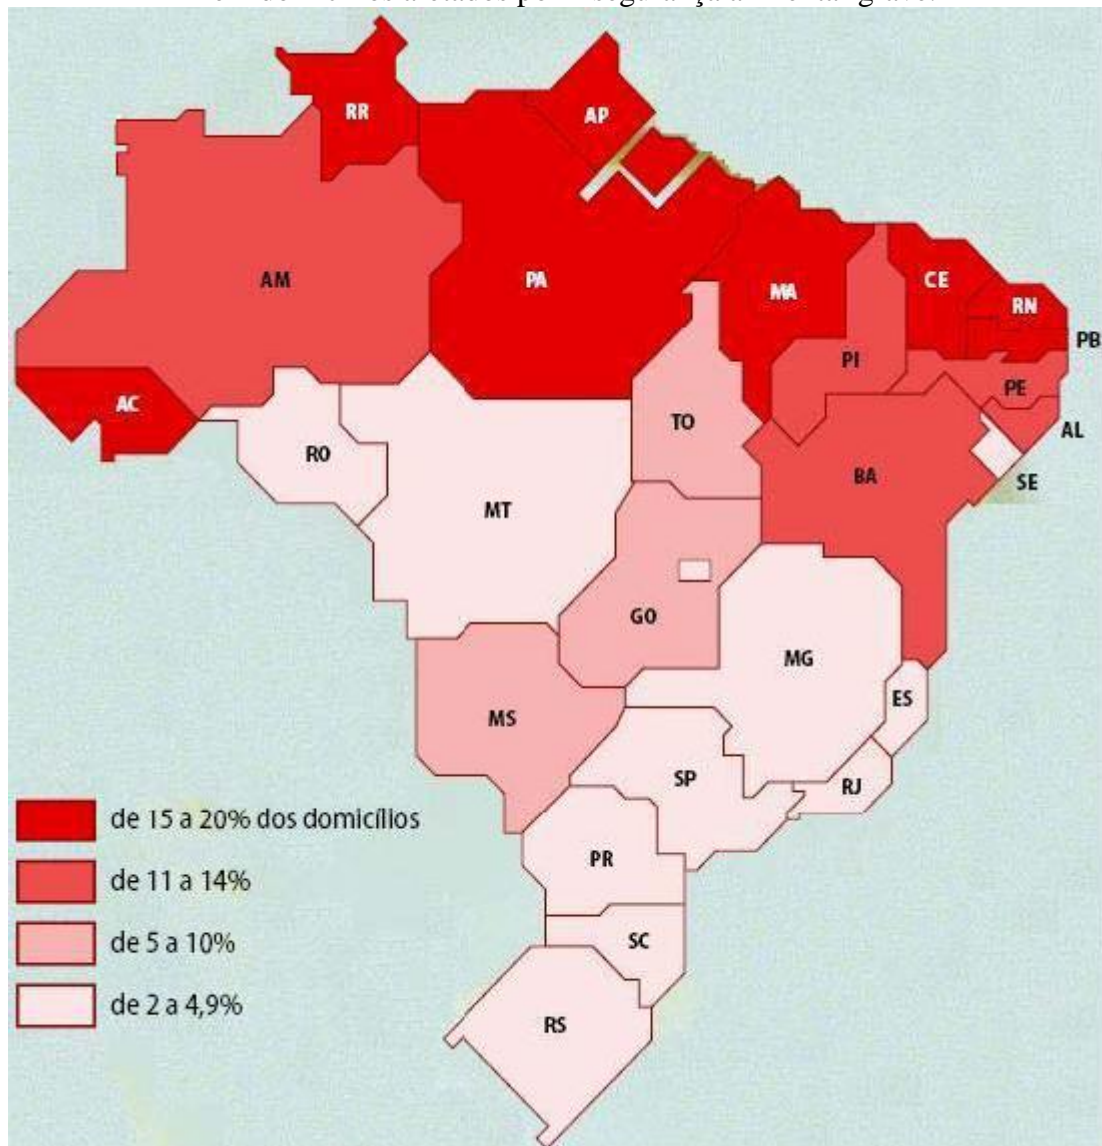 RR
AP
AM
PA
MA
CE
RN
PB
PI
PE
AC
TO
AL
RO
BA
SE
MT
GO
MG
ES
MS
SP
RJ
de 15 a 20% dos domicílios
PR
de 11 a 14%
SC
de 5 a 10%
de 2 a 4,9%
RS